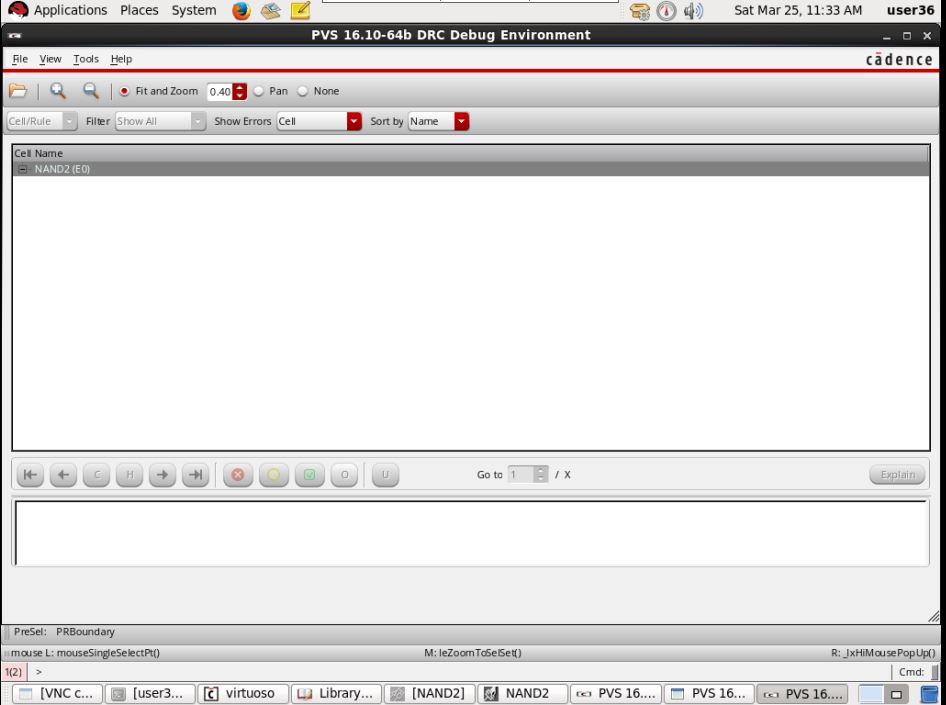 Applications Places System Sat Mar 25, 11:33 AM user36
PVS 16.10-64b DRC Debug Environment
File View Tools Help cādence
Fit and Zoom 0.40 Pan None
Cell/Rule Filter Show All Show Errors Cell Sort by Name
Cell Name
NAND2 (E0)
C H O U Go to 1 / X Explain
PreSel: PRBoundary
mouse L: mouseSingleSelectPt() M: leZoomToSelSet() R: _lxHiMousePopUp()
1(2) > Cmd:
[VNC c... [user3... virtuoso Library... [NAND2] NAND2 PVS 16.... PVS 16... PVS 16....